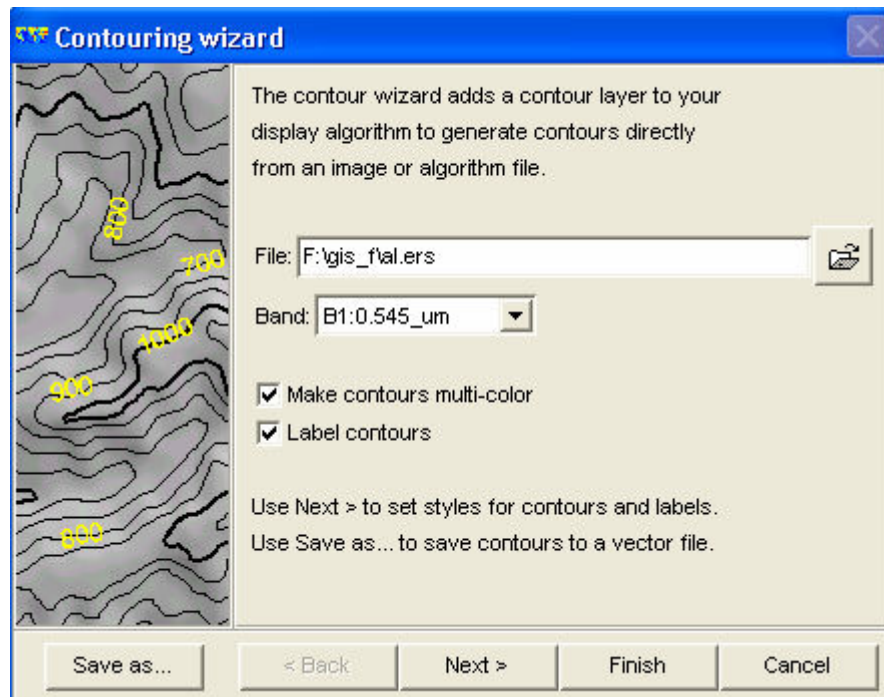 Contouring wizard
The contour wizard adds a contour layer to your
display algorithm to generate contours directly
from an image or algorithm file.
File: F:\gis_f\al.ers
Band: B1:0.545_um
Make contours multi-color
Label contours
Use Next > to set styles for contours and labels.
Use Save as... to save contours to a vector file.
800
700
1000
900
800
Save as...
< Back
Next >
Finish
Cancel